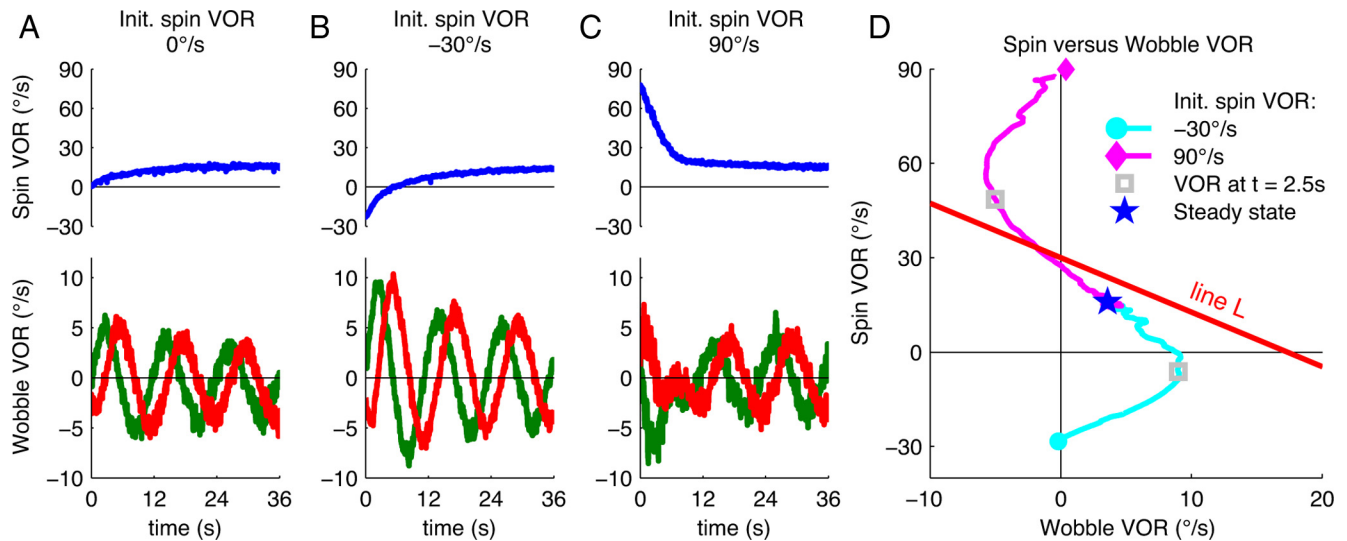 A
Init. spin VOR
0°/s
B
Init. spin VOR
−30°/s
C
Init. spin VOR
90°/s
D
Spin versus Wobble VOR
Spin VOR (°/s)
90
60
30
0
−30
90
60
30
0
−30
90
60
30
0
−30
Wobble VOR (°/s)
10
5
0
−5
−10
0
12
24
36
time (s)
10
5
0
−5
−10
0
12
24
36
time (s)
10
5
0
−5
−10
0
12
24
36
time (s)
Spin VOR (°/s)
90
60
30
0
−30
Init. spin VOR:
−30°/s
90°/s
VOR at t = 2.5s
Steady state
line L
−10
0
10
20
Wobble VOR (°/s)